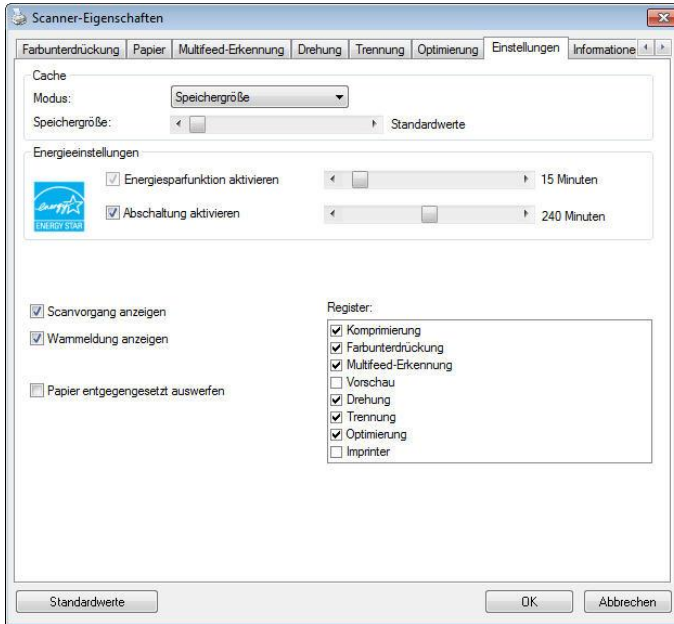 Scanner-Eigenschaften
Farbunterdrückung Papier Multifeed-Erkennung Drehung Trennung Optimierung Einstellungen Informatione
Cache
Modus: Speichergröße
Speichergröße: Standardwerte
Energieeinstellungen
Energiesparfunktion aktivieren 15 Minuten
energy
ENERGY STAR
Abschaltung aktivieren 240 Minuten
Scanvorgang anzeigen
Warnmeldung anzeigen
Papier entgegengesetzt auswerfen
Register:
Komprimierung
Farbunterdrückung
Multifeed-Erkennung
Vorschau
Drehung
Trennung
Optimierung
Imprinter
Standardwerte OK Abbrechen